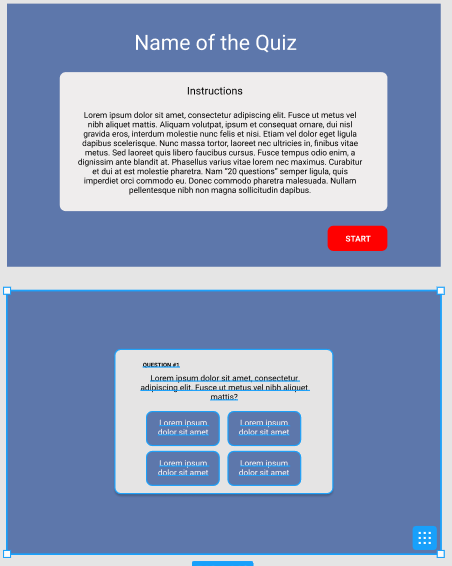 Name of the Quiz
Instructions
Lorem ipsum dolor sit amet, consectetur adipiscing elit. Fusce ut metus vel
nibh aliquet mattis. Aliquam volutpat, ipsum et consequat ornare, dui nisl
gravida eros, interdum molestie nunc felis et nisi. Etiam vel dolor eget ligula
dapibus scelerisque. Nunc massa tortor, laoreet nec ultricies in, finibus vitae
metus. Sed laoreet quis libero faucibus cursus. Fusce tempus odio enim, a
dignissim ante blandit at. Phasellus varius vitae lorem nec maximus. Curabitur
et dui at est molestie pharetra. Nam "20 questions" semper ligula, quis
imperdiet orci commodo eu. Donec commodo pharetra malesuada. Nullam
pellentesque nibh non magna sollicitudin dapibus.
START
QUESTION #1
Lorem ipsum dolor sit amet, consectetur
adipiscing elit. Fusce ut metus vel nibh aliquet
mattis?
Lorem ipsum
dolor sit amet
Lorem ipsum
dolor sit amet
Lorem ipsum
dolor sit amet
Lorem ipsum
dolor sit amet